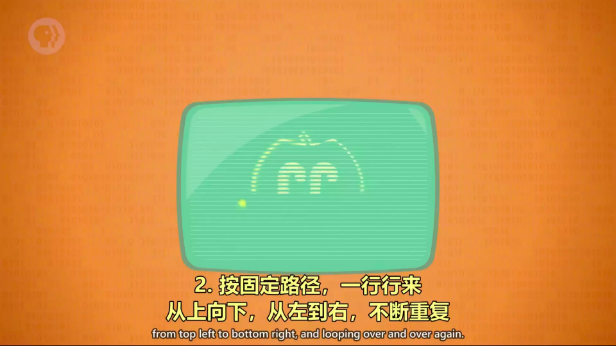 2. 按固定路径，一行行来
从上向下，从左到右，不断重复
from top left to bottom right, and looping over and over again.